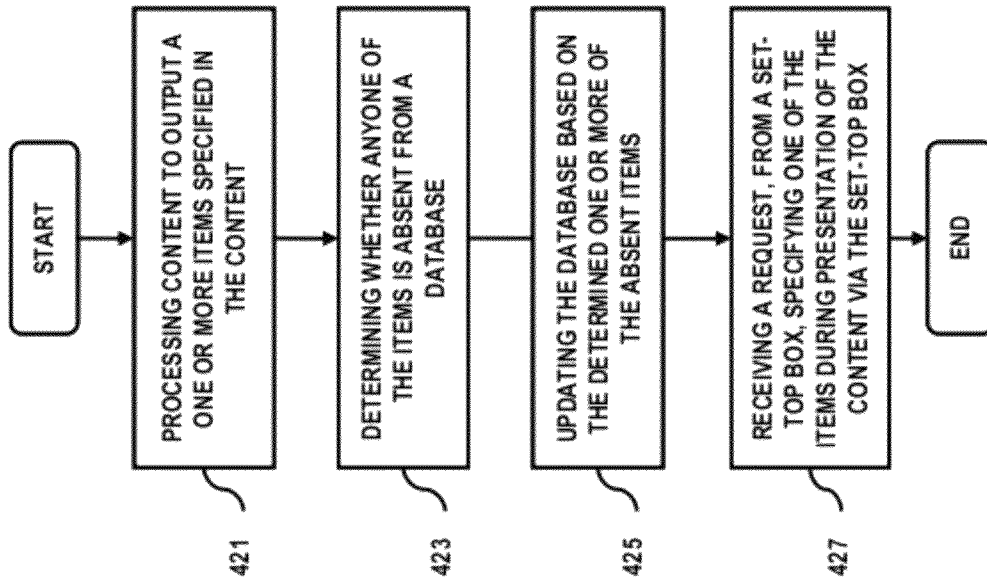 START
PROCESSING CONTENT TO OUTPUT A
ONE OR MORE ITEMS SPECIFIED IN
THE CONTENT
421
DETERMINING WHETHER ANYONE OF
THE ITEMS IS ABSENT FROM A
DATABASE
423
UPDATING THE DATABASE BASED ON
THE DETERMINED ONE OR MORE OF
THE ABSENT ITEMS
425
RECEIVING A REQUEST, FROM A SET-
TOP BOX, SPECIFYING ONE OF THE
ITEMS DURING PRESENTATION OF THE
CONTENT VIA THE SET-TOP BOX
427
END